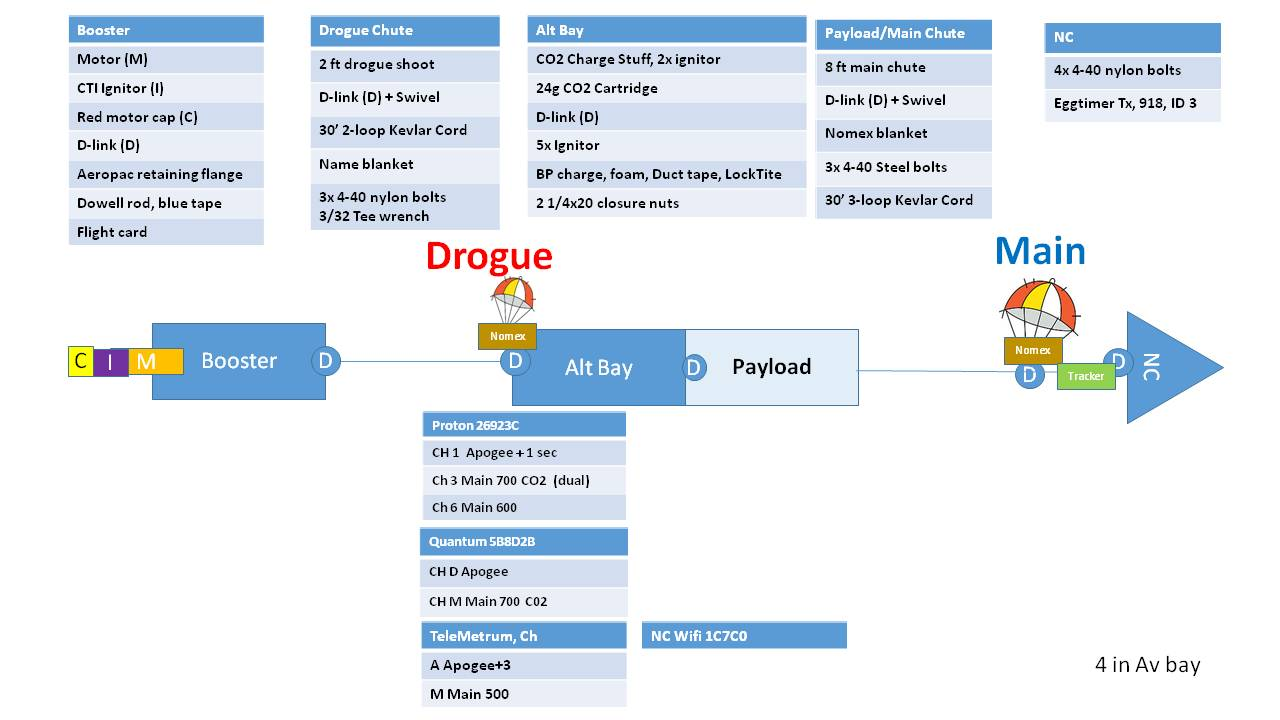 Booster
Motor (M)
CTI Ignitor (I)
Red motor cap (C)
D-link (D)
Aeropac retaining flange
Dowell rod, blue tape
Flight card
Drogue Chute
2 ft drogue shoot
D-link (D) + Swivel
30’ 2-loop Kevlar Cord
Name blanket
3x 4-40 nylon bolts
3/32 Tee wrench
Alt Bay
CO2 Charge Stuff, 2x ignitor
24g CO2 Cartridge
D-link (D)
5x Ignitor
BP charge, foam, Duct tape, LockTite
2 1/4x20 closure nuts
Payload/Main Chute
8 ft main chute
D-link (D) + Swivel
Nomex blanket
3x 4-40 Steel bolts
30’ 3-loop Kevlar Cord
NC
4x 4-40 nylon bolts
Eggtimer Tx, 918, ID 3
Drogue
Main
Nomex
Nomex
C I M Booster D
D Alt Bay D Payload
D Tracker D NC
Proton 26923C
CH 1 Apogee + 1 sec
Ch 3 Main 700 CO2 (dual)
Ch 6 Main 600
Quantum 5B8D2B
CH D Apogee
CH M Main 700 C02
TeleMetrum, Ch
A Apogee+3
M Main 500
NC Wifi 1C7C0
4 in Av bay